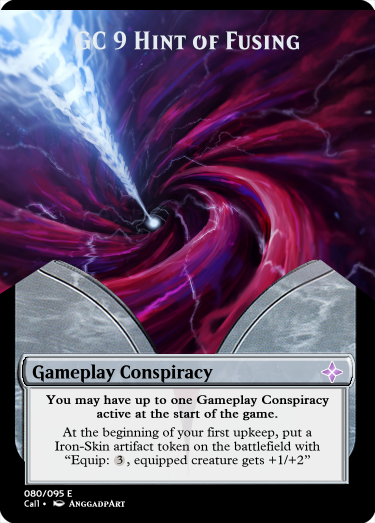 GC 9 Hint of Fusing
Gameplay Conspiracy
You may have up to one Gameplay Conspiracy
active at the start of the game.
At the beginning of your first upkeep, put a
Iron-Skin artifact token on the battlefield with
“Equip: 3, equipped creature gets +1/+2”
080/095 E
Cail • AnggadpArt